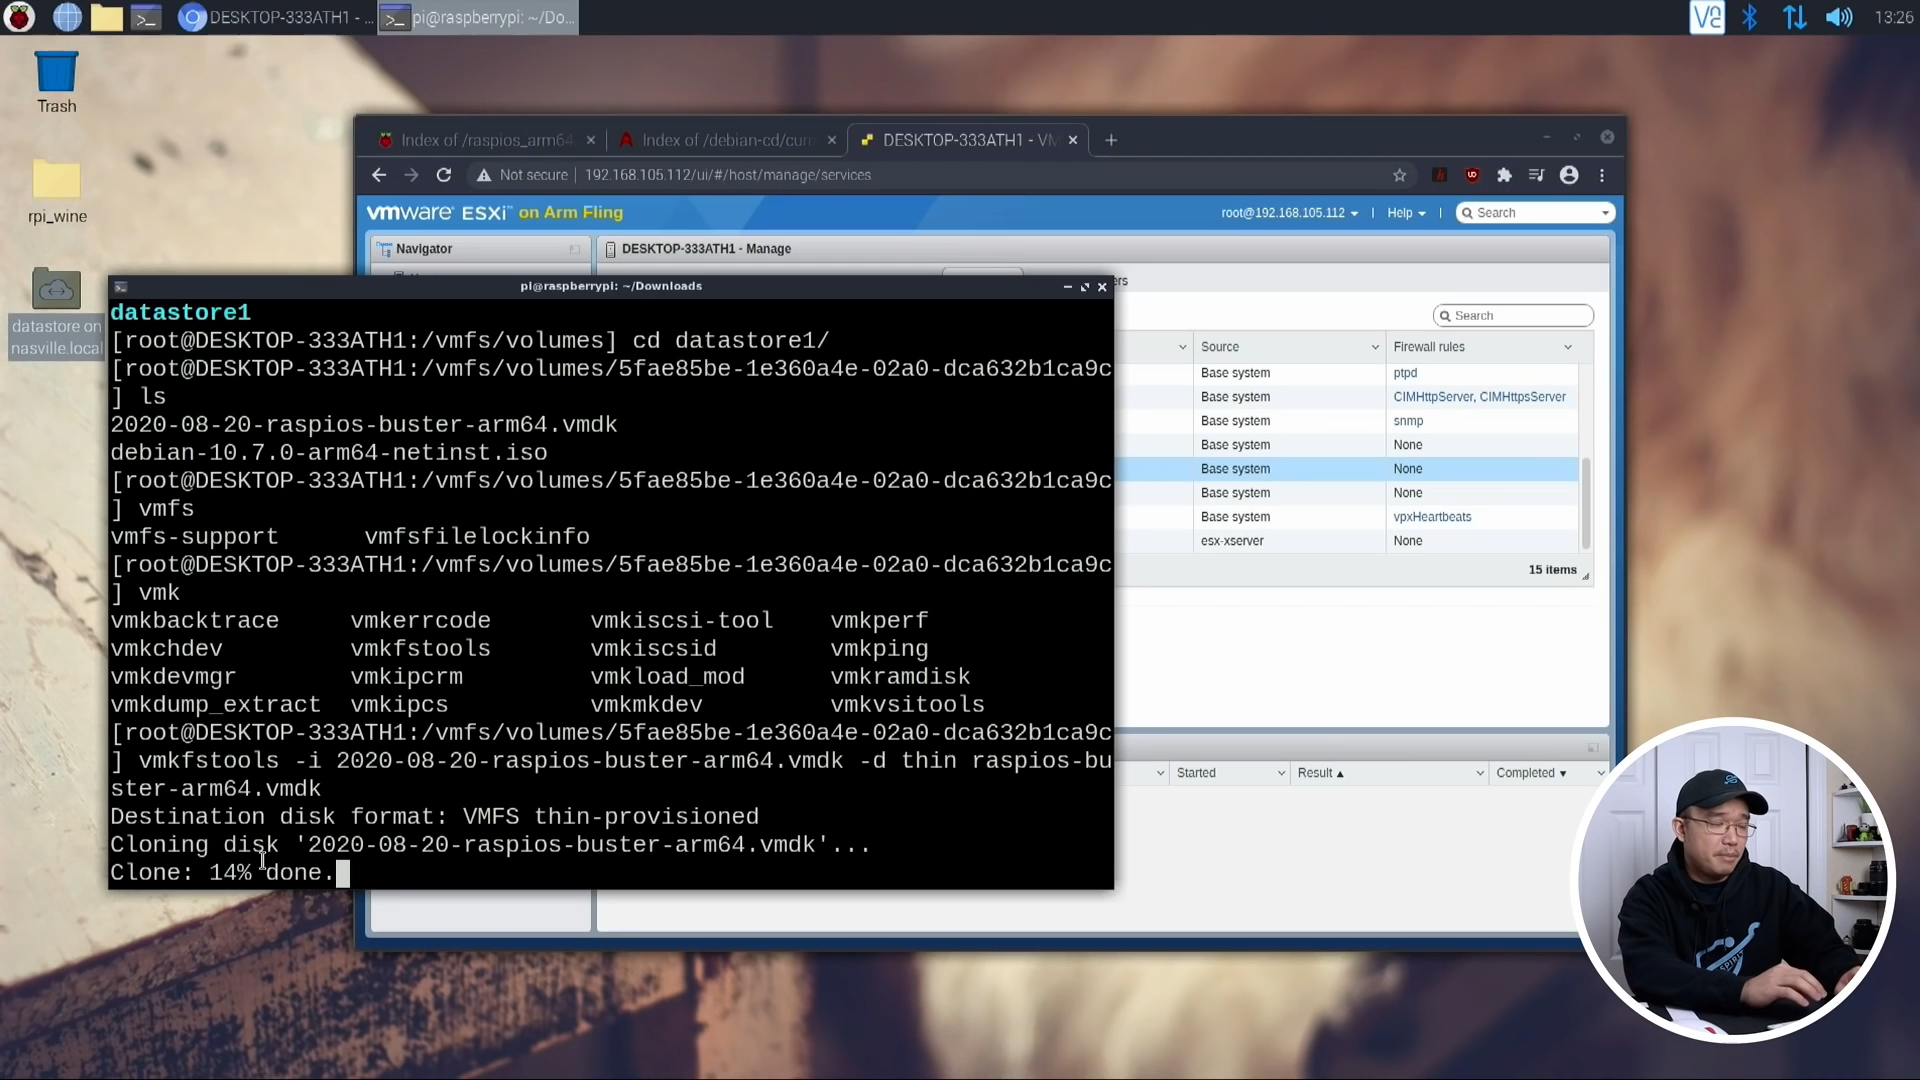 DESKTOP-333ATH1 - ...
pi@raspberrypi: ~/Do...
13:26
Trash
rpi_wine
datastore on
nasville.local
Index of /raspios_arm64
Index of /debian-cd/curr
DESKTOP-333ATH1 - VM
Not secure
192.168.105.112/ui/#/host/manage/services
vmware ESXi™ on Arm Fling
root@192.168.105.112
Help
Search
Navigator
DESKTOP-333ATH1 - Manage
ers
Search
Source
Firewall rules
Base system ptpd
Base system CIMHttpServer, CIMHttpsServer
Base system snmp
Base system None
Base system None
Base system None
Base system vpxHeartbeats
esx-xserver None
15 items
Started
Result
Completed
pi@raspberrypi: ~/Downloads
datastore1
[root@DESKTOP-333ATH1:/vmfs/volumes] cd datastore1/
[root@DESKTOP-333ATH1:/vmfs/volumes/5fae85be-1e360a4e-02a0-dca632b1ca9c
] ls
2020-08-20-raspios-buster-arm64.vmdk
debian-10.7.0-arm64-netinst.iso
[root@DESKTOP-333ATH1:/vmfs/volumes/5fae85be-1e360a4e-02a0-dca632b1ca9c
] vmfs
vmfs-support vmfsfilelockinfo
[root@DESKTOP-333ATH1:/vmfs/volumes/5fae85be-1e360a4e-02a0-dca632b1ca9c
] vmk
vmkbacktrace vmkerrcode vmkiscsi-tool vmkperf
vmkchdev vmkfstools vmkiscsid vmkping
vmkdevmgr vmkipcrm vmkload_mod vmkramdisk
vmkdump_extract vmkipcs vmkmkdev vmkvsitools
[root@DESKTOP-333ATH1:/vmfs/volumes/5fae85be-1e360a4e-02a0-dca632b1ca9c
] vmkfstools -i 2020-08-20-raspios-buster-arm64.vmdk -d thin raspios-bu
ster-arm64.vmdk
Destination disk format: VMFS thin-provisioned
Cloning disk '2020-08-20-raspios-buster-arm64.vmdk'...
Clone: 14% done.